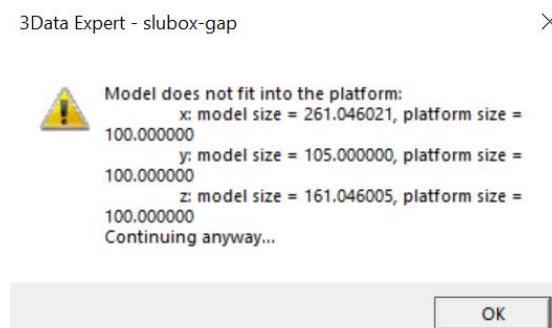 3Data Expert - slubox-gap
Model does not fit into the platform:
x: model size = 261.046021, platform size =
100.000000
y: model size = 105.000000, platform size =
100.000000
z: model size = 161.046005, platform size =
100.000000
Continuing anyway...
OK